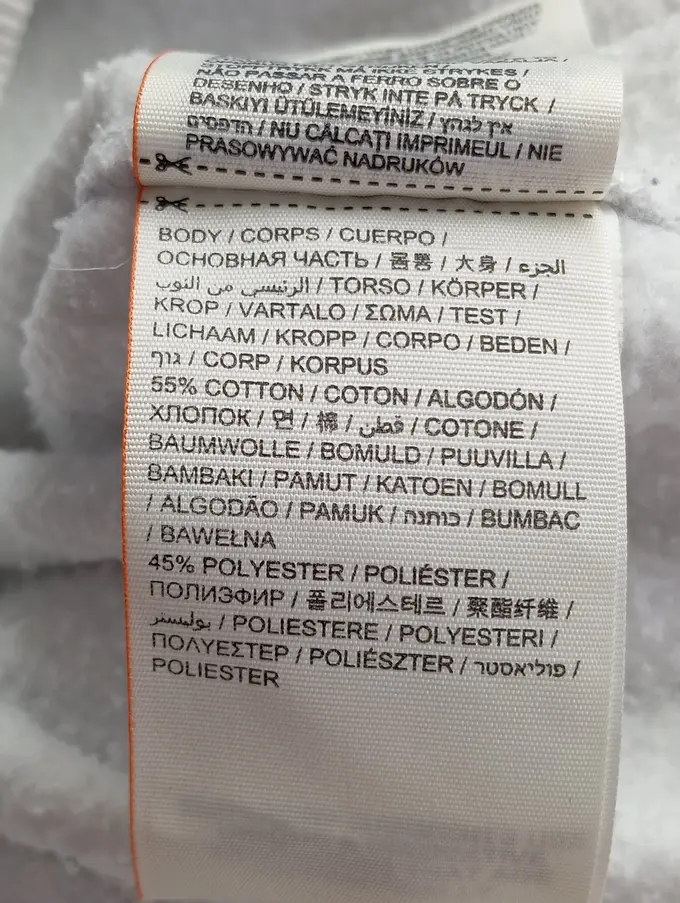 NÃO PASSAR A FERRO SOBRE O
DESENHO / STRYK INTE PÅ TRYCK /
BASKIYI ÜTÜLEMEYİNİZ / אין לגהץ
הדפסים / NU CĂLCAȚI IMPRIMEUL / NIE
PRASOWYWAĆ NADRUKÓW
BODY / CORPS / CUERPO /
ОСНОВНАЯ ЧАСТЬ / 몸통 / 大身 / الجزء
الرئيسي من الثوب / TORSO / KÖRPER /
KROP / VARTALO / ΣΩΜΑ / TEST /
LICHAAM / KROPP / CORPO / BEDEN /
גוף / CORP / KORPUS
55% COTTON / COTON / ALGODÓN /
ХЛОПОК / 면 / 棉 / قطن / COTONE /
BAUMWOLLE / BOMULD / PUUVILLA /
BAMBAKI / PAMUT / KATOEN / BOMULL
/ ALGODÃO / PAMUK / כותנה / BUMBAC
/ BAWEŁNA
45% POLYESTER / POLIÉSTER /
ПОЛИЭФИР / 폴리에스테르 / 聚酯纤维 /
بوليستر / POLIESTERE / POLYESTERI /
ΠΟΛΥΕΣΤΕΡ / POLIÉSZTER / פוליאסטר /
POLIESTER